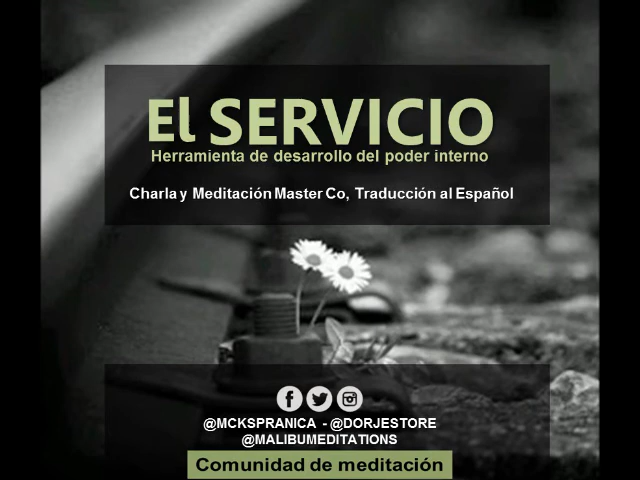 El SERVICIO
Herramienta de desarrollo del poder interno
Charla y Meditación Master Co, Traducción al Español
@MCKSPRANICA - @DORJESTORE
@MALIBUMEDITATIONS
Comunidad de meditación